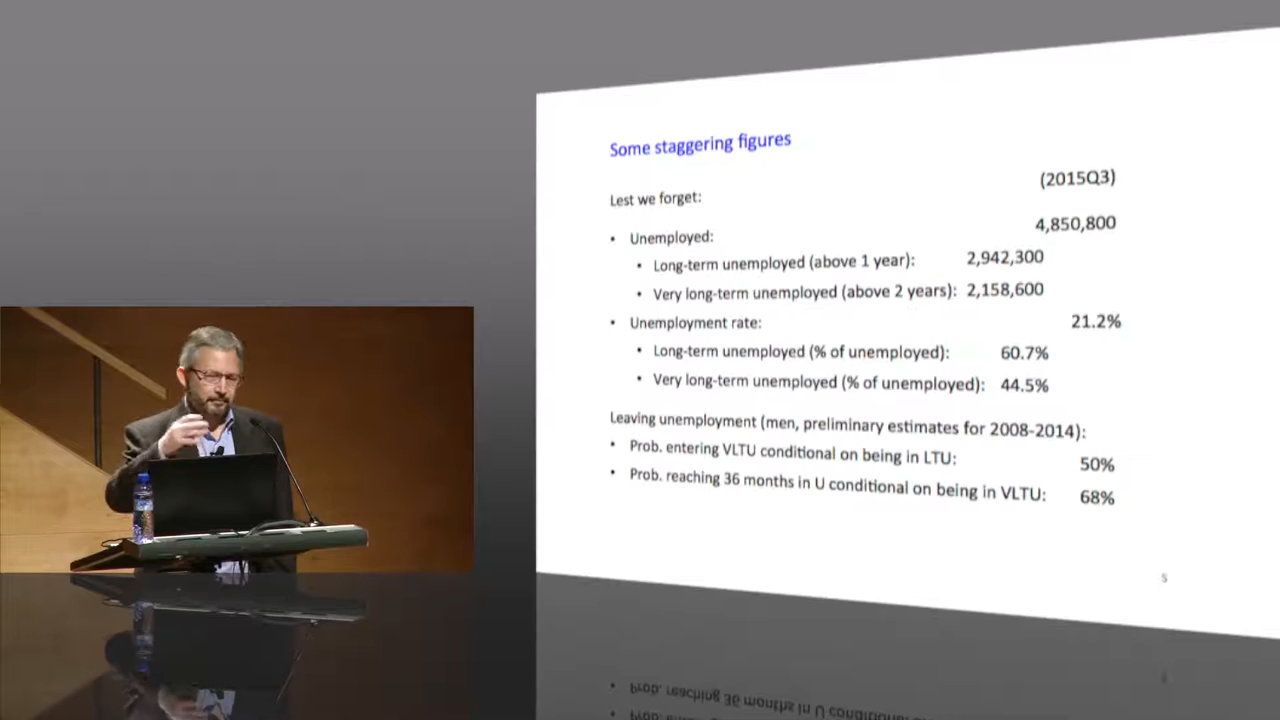 Some staggering figures
(2015Q3)
Lest we forget:
• Unemployed: 4,850,800
• Long-term unemployed (above 1 year): 2,942,300
• Very long-term unemployed (above 2 years): 2,158,600
• Unemployment rate: 21.2%
• Long-term unemployed (% of unemployed): 60.7%
• Very long-term unemployed (% of unemployed): 44.5%
Leaving unemployment (men, preliminary estimates for 2008-2014):
• Prob. entering VLTU conditional on being in LTU: 50%
• Prob. reaching 36 months in U conditional on being in VLTU: 68%
5